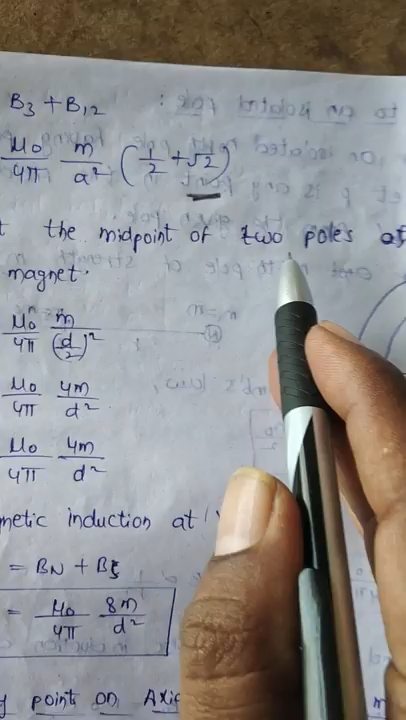 B3 + B12
μ0/4π m/a² (1/2 + √2)
the midpoint of two poles of
magnet.
μ0/4π m/(d/2)²
μ0/4π 4m/d²
μ0/4π 4m/d²
netic induction at
= BN + BS
= μ0/4π 8m/d²
points on Axi